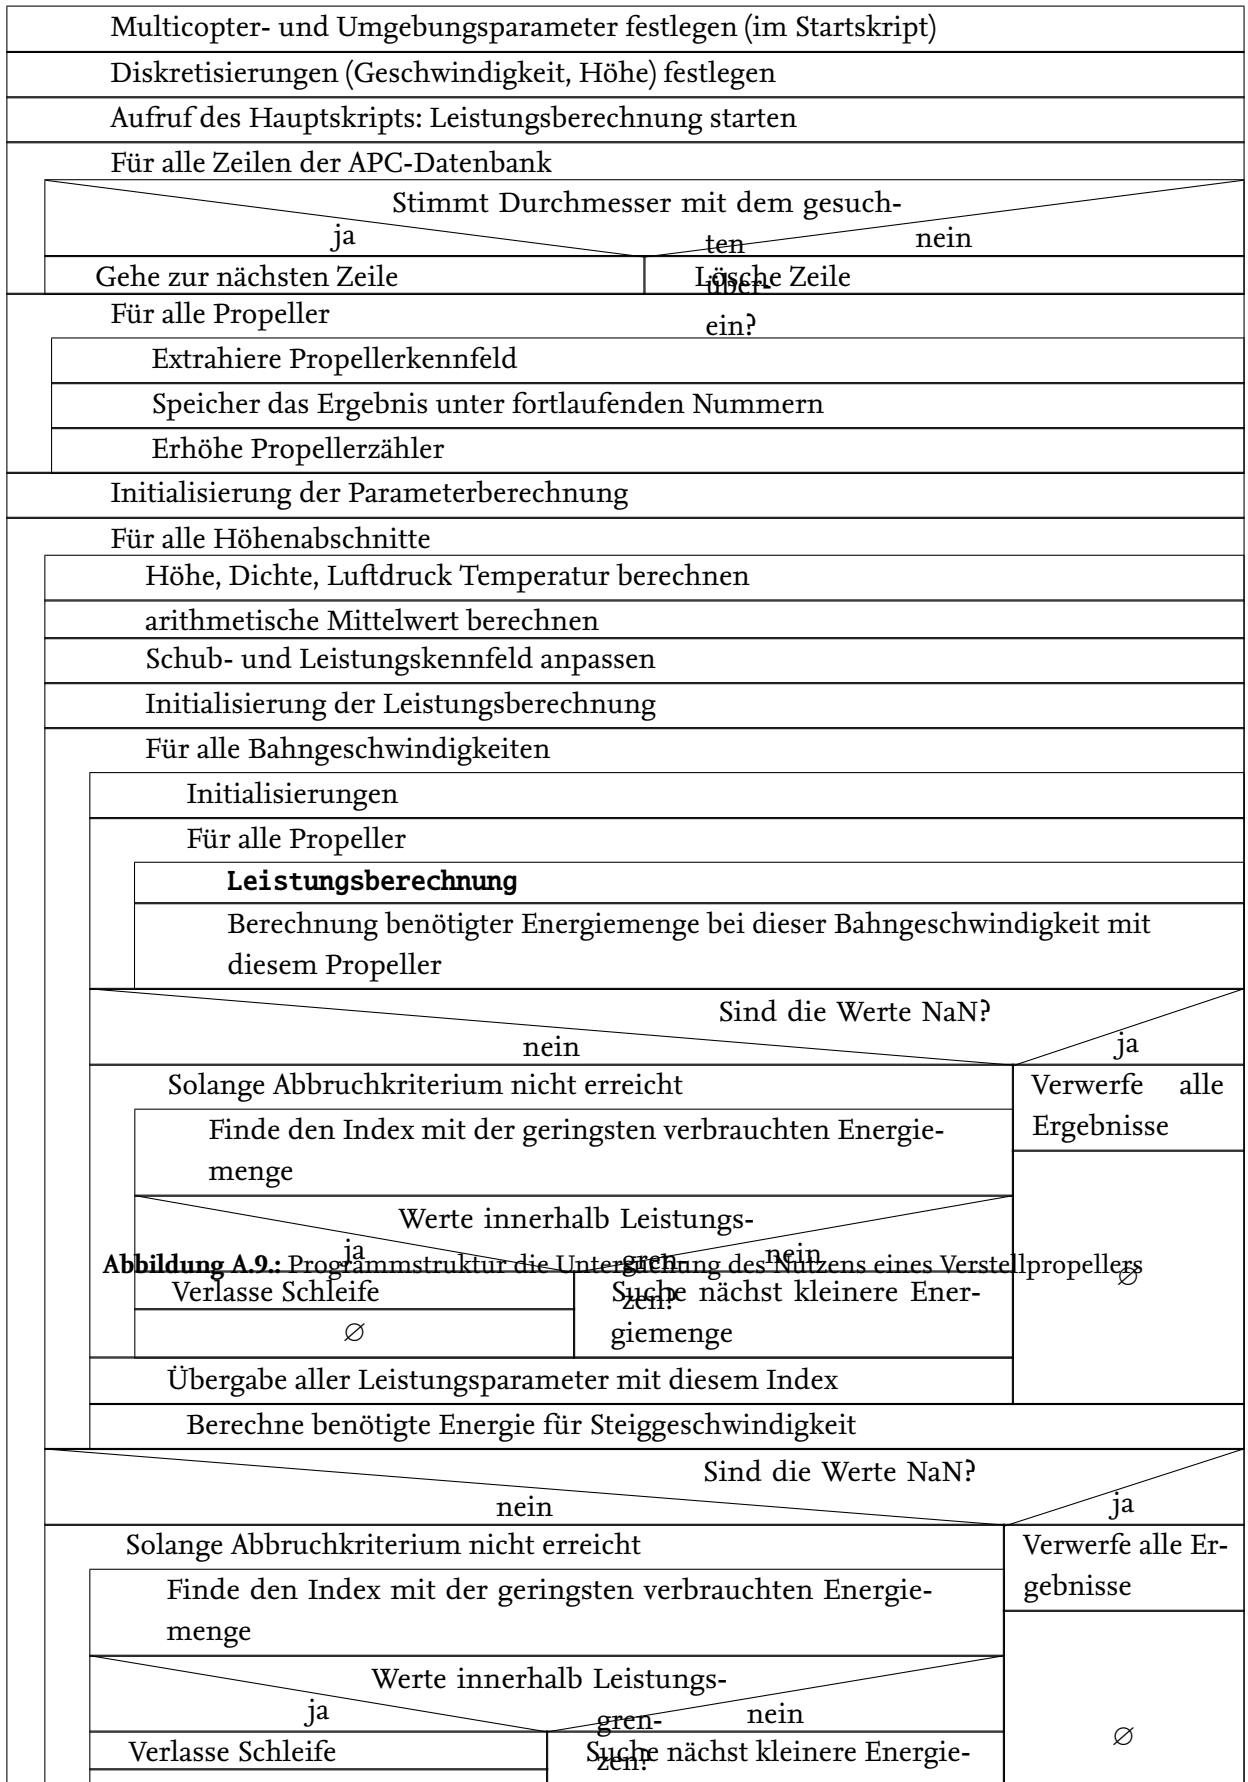 Multicopter- und Umgebungsparameter festlegen (im Startskript)
Diskretisierungen (Geschwindigkeit, Höhe) festlegen
Aufruf des Hauptskripts: Leistungsberechnung starten
Für alle Zeilen der APC-Datenbank
Stimmt Durchmesser mit dem gesuch-
ten
über-
ein?
ja
nein
Gehe zur nächsten Zeile
Lösche Zeile
Für alle Propeller
Extrahiere Propellerkennfeld
Speicher das Ergebnis unter fortlaufenden Nummern
Erhöhe Propellerzähler
Initialisierung der Parameterberechnung
Für alle Höhenabschnitte
Höhe, Dichte, Luftdruck Temperatur berechnen
arithmetische Mittelwert berechnen
Schub- und Leistungskennfeld anpassen
Initialisierung der Leistungsberechnung
Für alle Bahngeschwindigkeiten
Initialisierungen
Für alle Propeller
Leistungsberechnung
Berechnung benötigter Energiemenge bei dieser Bahngeschwindigkeit mit
diesem Propeller
Sind die Werte NaN?
nein
ja
Solange Abbruchkriterium nicht erreicht
Verwerfe alle
Ergebnisse
Finde den Index mit der geringsten verbrauchten Energie-
menge
Werte innerhalb Leistungs-
gren-
zen?
ja
nein
Abbildung A.9.: Programmstruktur die Untersuchung des Nutzens eines Verstellpropellers
∅
Verlasse Schleife
Suche nächst kleinere Ener-
giemenge
∅
Übergabe aller Leistungsparameter mit diesem Index
Berechne benötigte Energie für Steiggeschwindigkeit
Sind die Werte NaN?
nein
ja
Solange Abbruchkriterium nicht erreicht
Verwerfe alle Er-
gebnisse
Finde den Index mit der geringsten verbrauchten Energie-
menge
Werte innerhalb Leistungs-
gren-
zen?
ja
nein
∅
Verlasse Schleife
Suche nächst kleinere Energie-